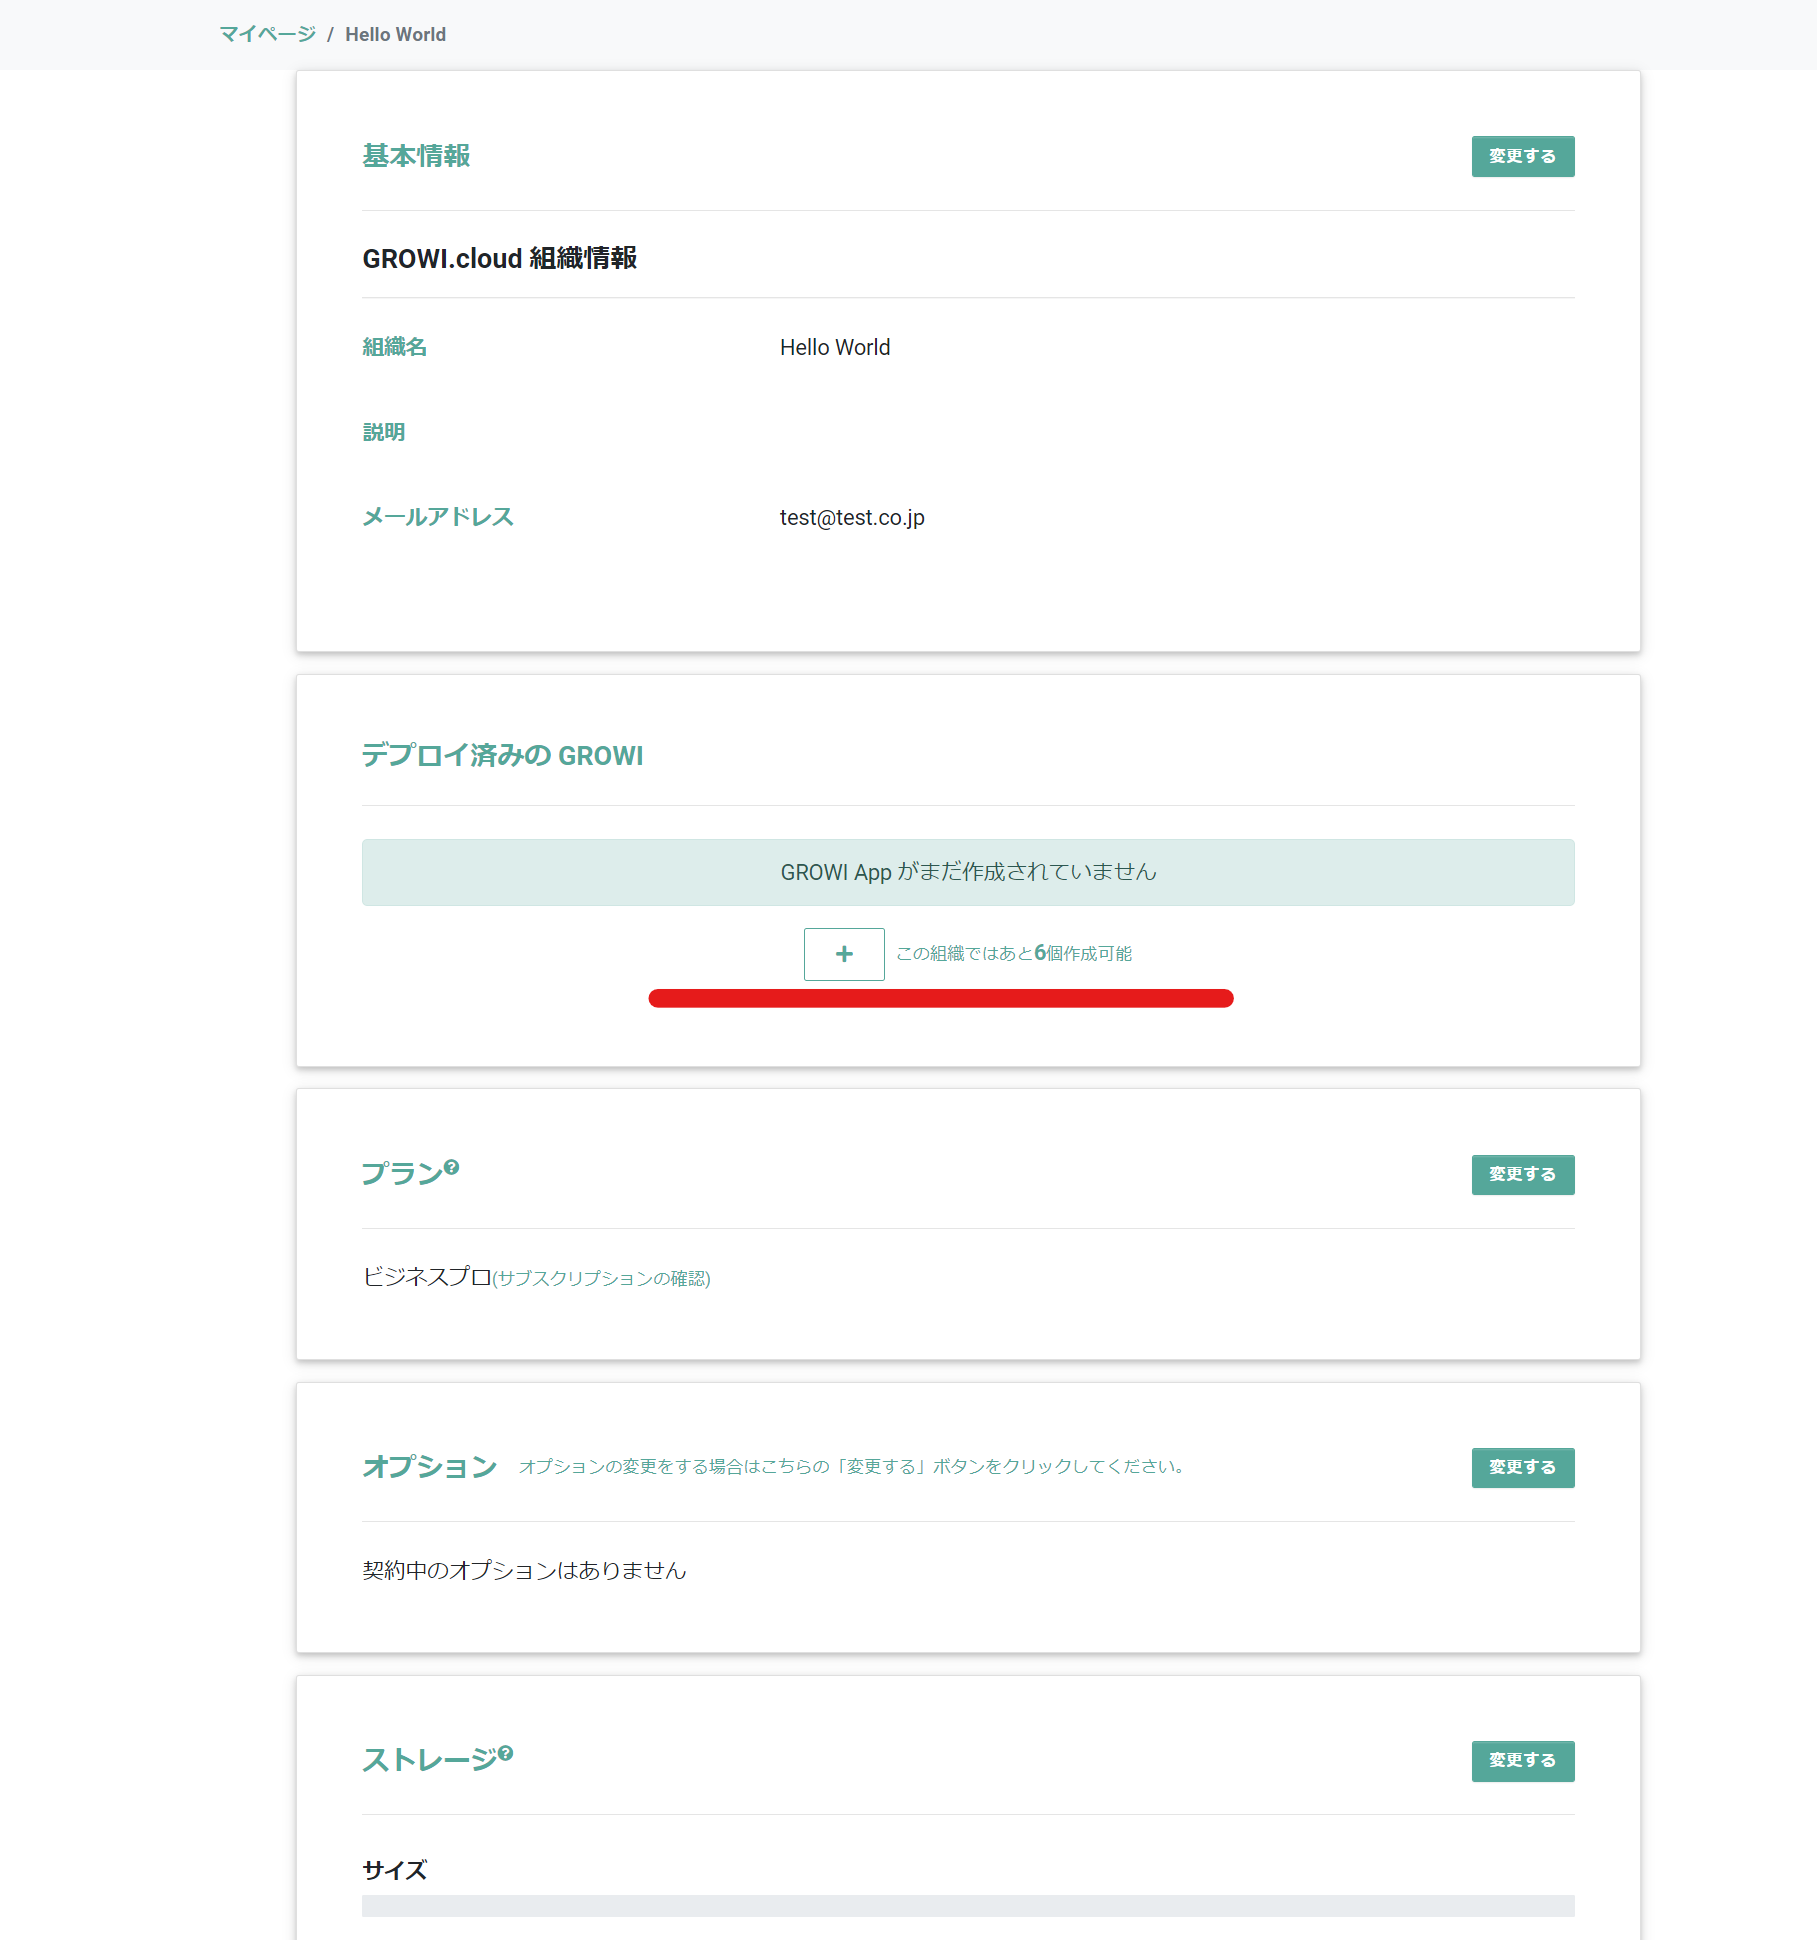 マイページ / Hello World
基本情報
変更する
GROWI.cloud 組織情報
組織名
Hello World
説明
メールアドレス
test@test.co.jp
デプロイ済みの GROWI
GROWI App がまだ作成されていません
+ この組織ではあと6個作成可能
プラン?
変更する
ビジネスプロ(サブスクリプションの確認)
オプション オプションの変更をする場合はこちらの「変更する」ボタンをクリックしてください。
変更する
契約中のオプションはありません
ストレージ?
変更する
サイズ